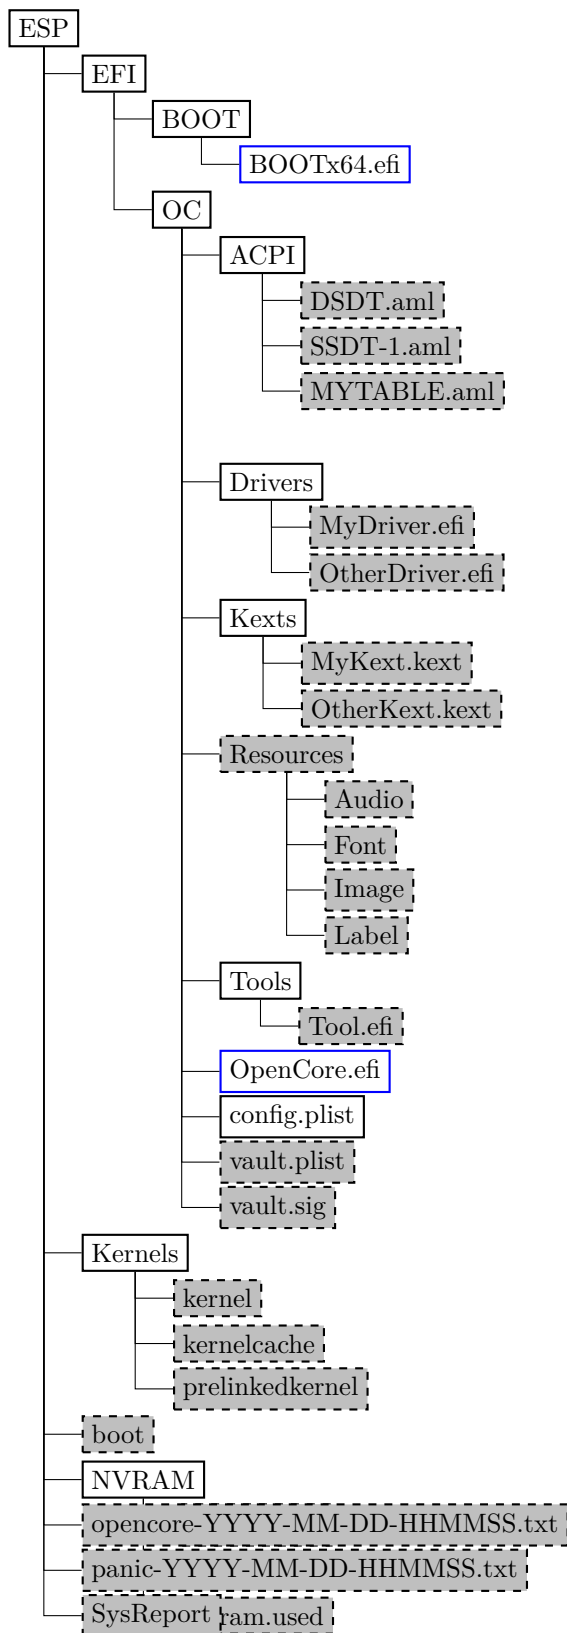 ESP
EFI
BOOT
BOOTx64.efi
OC
ACPI
DSDT.aml
SSDT-1.aml
MYTABLE.aml
Drivers
MyDriver.efi
OtherDriver.efi
Kexts
MyKext.kext
OtherKext.kext
Resources
Audio
Font
Image
Label
Tools
Tool.efi
OpenCore.efi
config.plist
vault.plist
vault.sig
Kernels
kernel
kernelcache
prelinkedkernel
boot
NVRAM
opencore-YYYY-MM-DD-HHMMSS.txt
panic-YYYY-MM-DD-HHMMSS.txt
SysReport